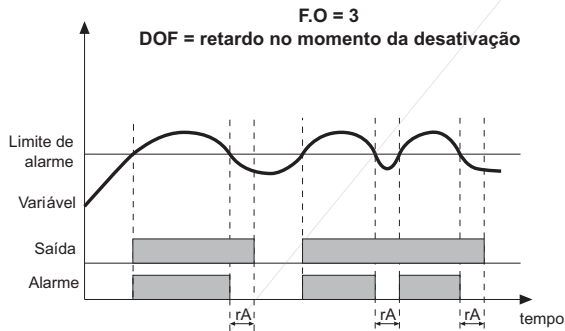 F.O = 3
DOF = retardo no momento da desativação
Limite de
alarme
Variável
Saída
Alarme
rA
rA
rA
tempo